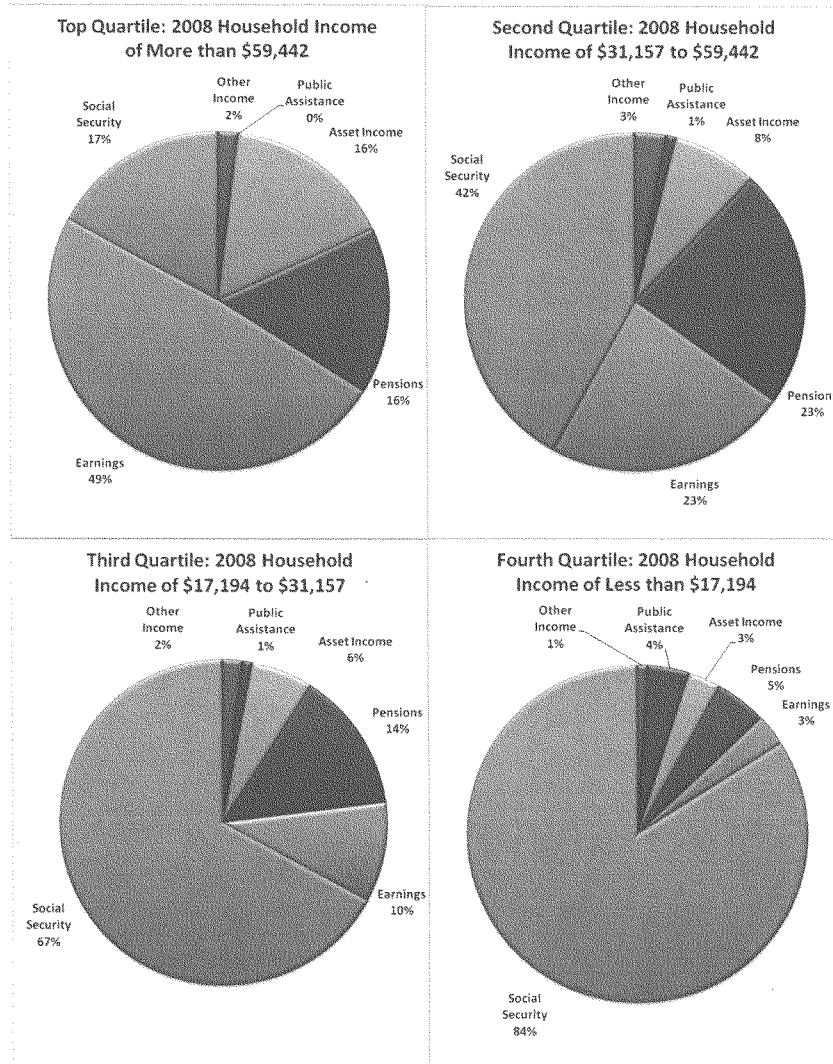 Top Quartile: 2008 Household Income
of More than $59,442
Other
Income
2%
Public
Assistance
0%
Asset Income
16%
Social
Security
17%
Pensions
16%
Earnings
49%
Second Quartile: 2008 Household
Income of $31,157 to $59,442
Other
Income
3%
Public
Assistance
1%
Asset Income
8%
Social
Security
42%
Pension
23%
Earnings
23%
Third Quartile: 2008 Household
Income of $17,194 to $31,157
Other
Income
2%
Public
Assistance
1%
Asset Income
6%
Pensions
14%
Earnings
10%
Social
Security
67%
Fourth Quartile: 2008 Household
Income of Less than $17,194
Other
Income
1%
Public
Assistance
4%
Asset Income
3%
Pensions
5%
Earnings
3%
Social
Security
84%